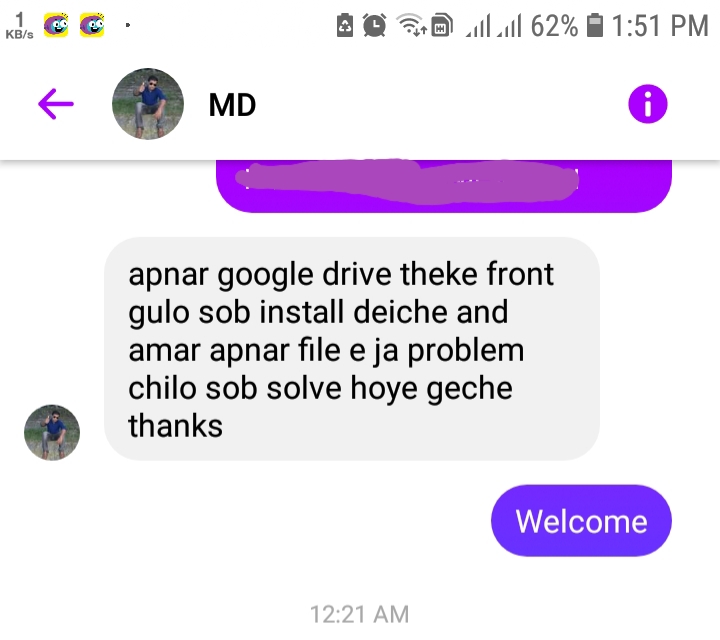 1
KB/s
62% 1:51 PM
MD
apnar google drive theke front
gulo sob install deiche and
amar apnar file e ja problem
chilo sob solve hoye geche
thanks
Welcome
12:21 AM